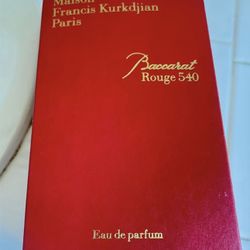 Maison
Francis Kurkdjian
Paris
Baccarat
Rouge 540
Eau de parfum